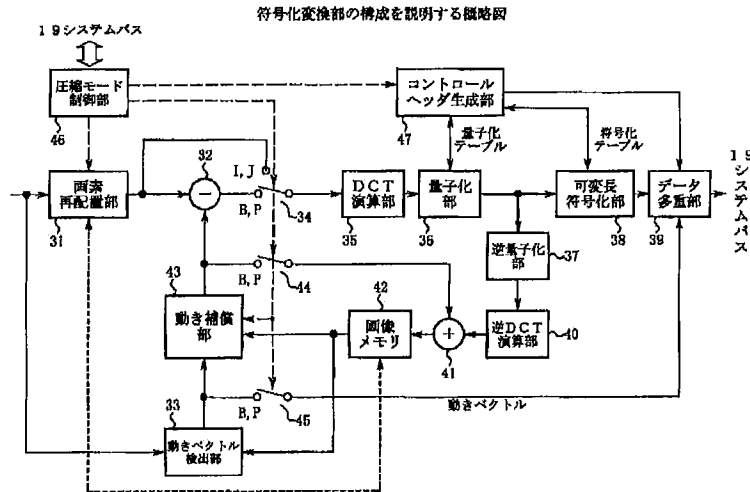 符号化変換部の構成を説明する概略図
19システムバス
圧縮モード
制御部
46
コントロール
ヘッダ生成部
47
量子化
テーブル
符号化
テーブル
19
システムバス
画素
再配置部
31
32
−
I, J
B, P
34
DCT
演算部
35
量子化部
36
可変長
符号化部
38
データ
多重部
39
逆量子化
部
37
43
動き補償
部
B, P
44
42
画像
メモリ
+
41
逆DCT
演算部
40
33
動きベクトル
検出部
B, P
45
動きベクトル